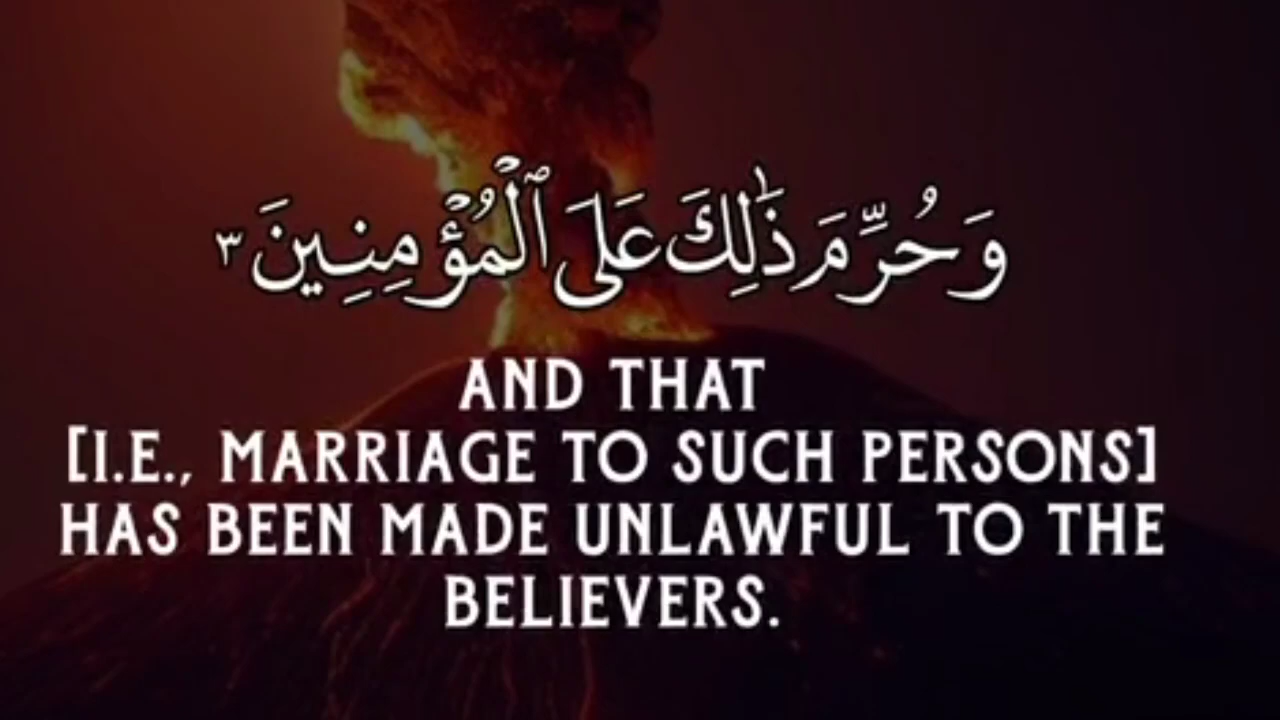 وَحُرِّمَ ذَٰلِكَ عَلَى ٱلْمُؤْمِنِينَ ٣
AND THAT
[I.E., MARRIAGE TO SUCH PERSONS]
HAS BEEN MADE UNLAWFUL TO THE
BELIEVERS.